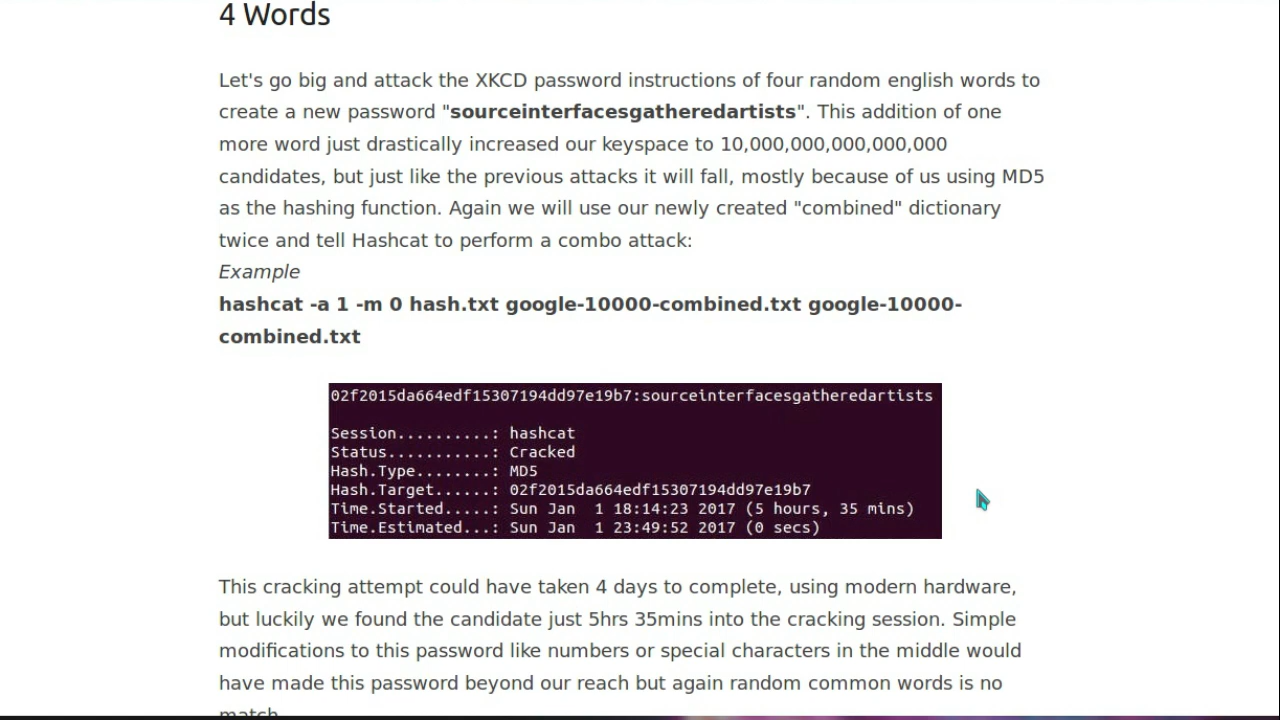 4 Words
Let's go big and attack the XKCD password instructions of four random english words to
create a new password "sourceinterfacesgatheredartists". This addition of one
more word just drastically increased our keyspace to 10,000,000,000,000,000
candidates, but just like the previous attacks it will fall, mostly because of us using MD5
as the hashing function. Again we will use our newly created "combined" dictionary
twice and tell Hashcat to perform a combo attack:
Example
hashcat -a 1 -m 0 hash.txt google-10000-combined.txt google-10000-
combined.txt
02f2015da664edf15307194dd97e19b7:sourceinterfacesgatheredartists
Session..........: hashcat
Status...........: Cracked
Hash.Type........: MD5
Hash.Target......: 02f2015da664edf15307194dd97e19b7
Time.Started.....: Sun Jan  1 18:14:23 2017 (5 hours, 35 mins)
Time.Estimated...: Sun Jan  1 23:49:52 2017 (0 secs)
This cracking attempt could have taken 4 days to complete, using modern hardware,
but luckily we found the candidate just 5hrs 35mins into the cracking session. Simple
modifications to this password like numbers or special characters in the middle would
have made this password beyond our reach but again random common words is no
match